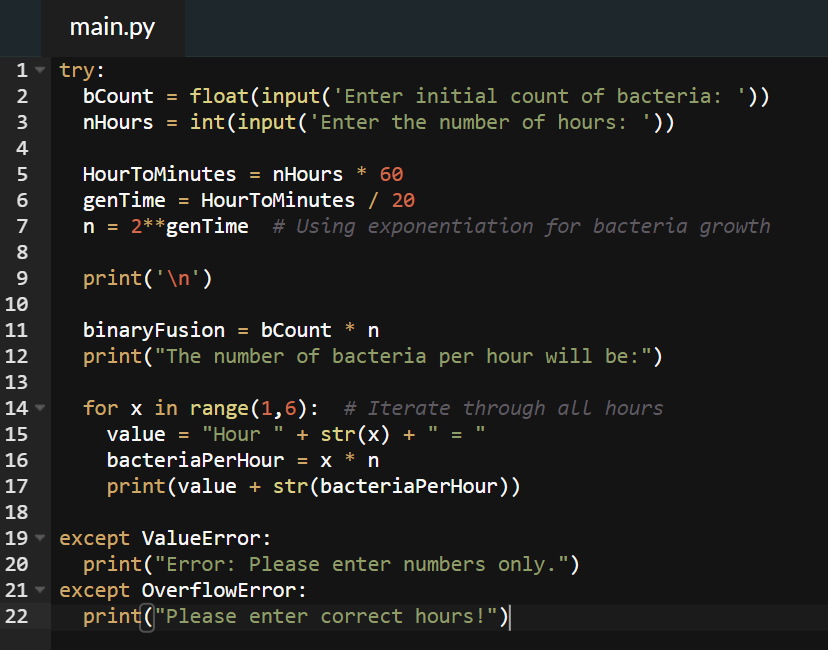 main.py
1 try:
2   bCount = float(input('Enter initial count of bacteria: '))
3   nHours = int(input('Enter the number of hours: '))
4
5   HourToMinutes = nHours * 60
6   genTime = HourToMinutes / 20
7   n = 2**genTime  # Using exponentiation for bacteria growth
8
9   print('\n')
10
11   binaryFusion = bCount * n
12   print("The number of bacteria per hour will be:")
13
14   for x in range(1,6):  # Iterate through all hours
15     value = "Hour " + str(x) + " = "
16     bacteriaPerHour = x * n
17     print(value + str(bacteriaPerHour))
18
19 except ValueError:
20   print("Error: Please enter numbers only.")
21 except OverflowError:
22   print("Please enter correct hours!")